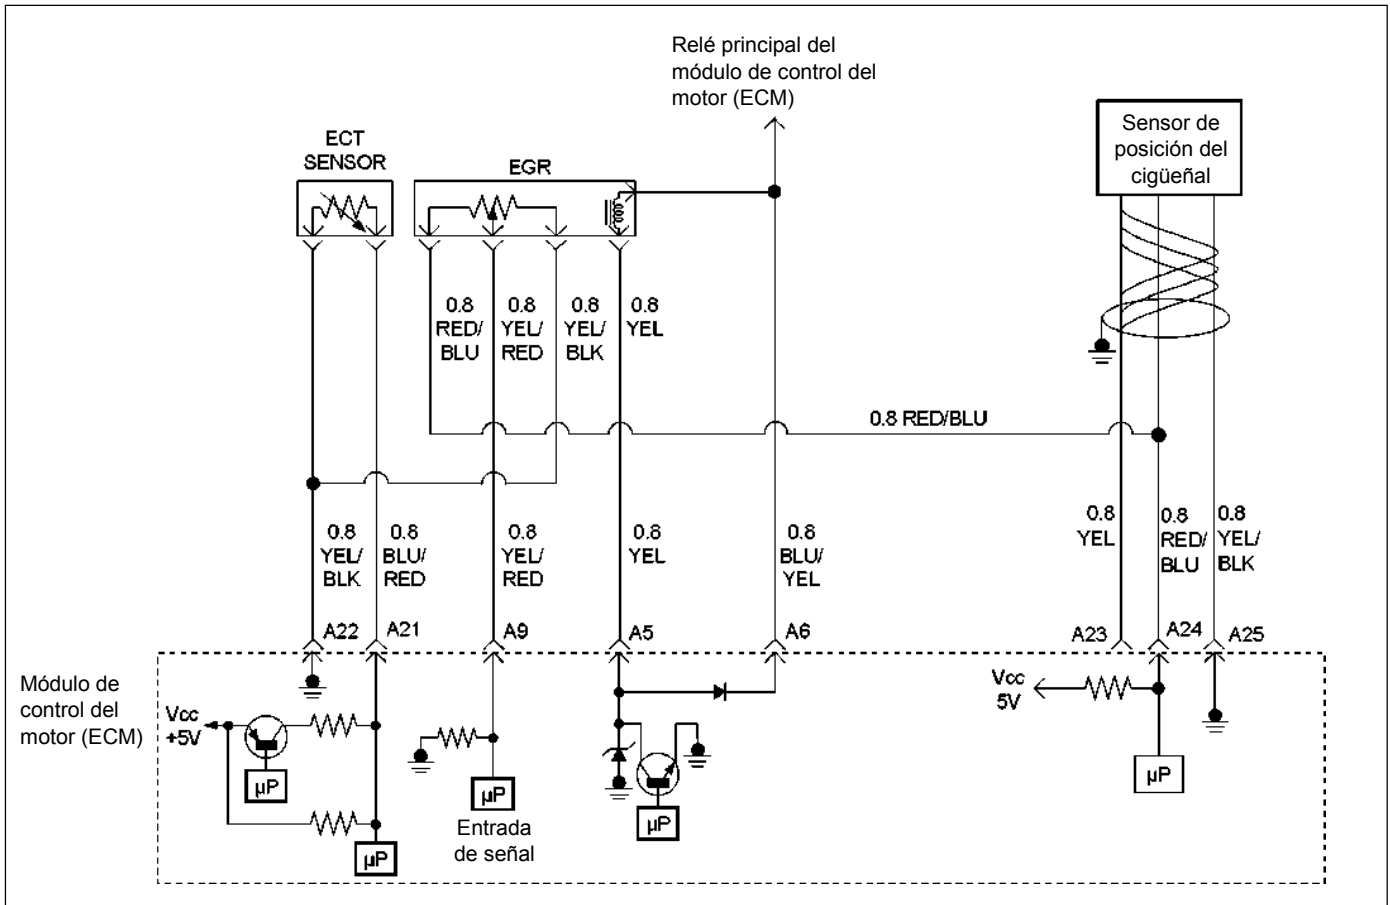 Relé principal del
módulo de control del
motor (ECM)
ECT
SENSOR
EGR
Sensor de
posición del
cigüeñal
0.8
RED/
BLU
0.8
YEL/
RED
0.8
YEL/
BLK
0.8
YEL
0.8 RED/BLU
0.8
YEL/
BLK
0.8
BLU/
RED
0.8
YEL/
RED
0.8
YEL
0.8
BLU/
YEL
0.8
YEL
0.8
RED/
BLU
0.8
YEL/
BLK
A22
A21
A9
A5
A6
A23
A24
A25
Módulo de
control del
motor (ECM)
Vcc
+5V
µP
µP
µP
Entrada
de señal
µP
Vcc
5V
µP